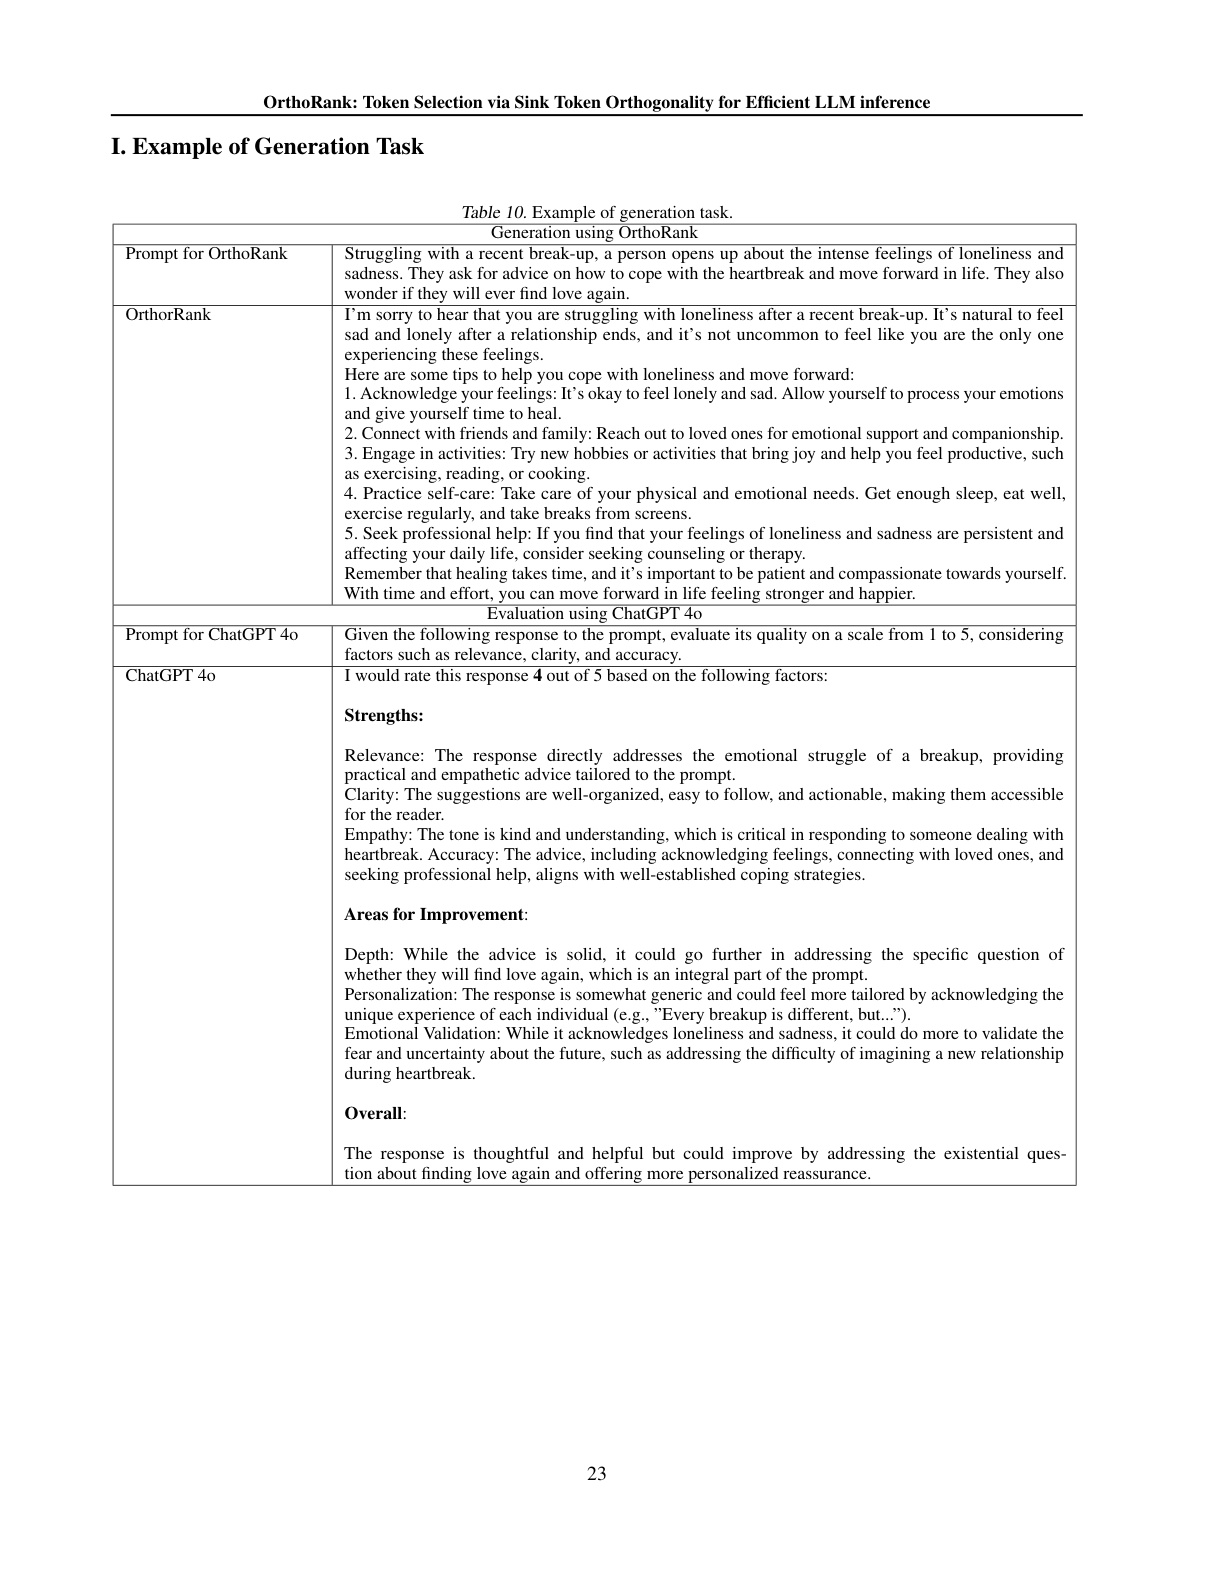 OrthoRank: Token Selection via Sink Token Orthogonality for Efficient LLM inference
I. Example of Generation Task
Table 10. Example of generation task.
Generation using OrthoRank
Prompt for OrthoRank
Struggling with a recent break-up, a person opens up about the intense feelings of loneliness and
sadness. They ask for advice on how to cope with the heartbreak and move forward in life. They also
wonder if they will ever find love again.
OrthorRank
I'm sorry to hear that you are struggling with loneliness after a recent break-up. It's natural to feel
sad and lonely after a relationship ends, and it's not uncommon to feel like you are the only one
experiencing these feelings.
Here are some tips to help you cope with loneliness and move forward:
1. Acknowledge your feelings: It's okay to feel lonely and sad. Allow yourself to process your emotions
and give yourself time to heal.
2. Connect with friends and family: Reach out to loved ones for emotional support and companionship.
3. Engage in activities: Try new hobbies or activities that bring joy and help you feel productive, such
as exercising, reading, or cooking.
4. Practice self-care: Take care of your physical and emotional needs. Get enough sleep, eat well,
exercise regularly, and take breaks from screens.
5. Seek professional help: If you find that your feelings of loneliness and sadness are persistent and
affecting your daily life, consider seeking counseling or therapy.
Remember that healing takes time, and it's important to be patient and compassionate towards yourself.
With time and effort, you can move forward in life feeling stronger and happier.
Evaluation using ChatGPT 4o
Prompt for ChatGPT 4o
Given the following response to the prompt, evaluate its quality on a scale from 1 to 5, considering
factors such as relevance, clarity, and accuracy.
ChatGPT 4o
I would rate this response 4 out of 5 based on the following factors:
Strengths:
Relevance: The response directly addresses the emotional struggle of a breakup, providing
practical and empathetic advice tailored to the prompt.
Clarity: The suggestions are well-organized, easy to follow, and actionable, making them accessible
for the reader.
Empathy: The tone is kind and understanding, which is critical in responding to someone dealing with
heartbreak. Accuracy: The advice, including acknowledging feelings, connecting with loved ones, and
seeking professional help, aligns with well-established coping strategies.
Areas for Improvement:
Depth: While the advice is solid, it could go further in addressing the specific question of
whether they will find love again, which is an integral part of the prompt.
Personalization: The response is somewhat generic and could feel more tailored by acknowledging the
unique experience of each individual (e.g., ”Every breakup is different, but...”).
Emotional Validation: While it acknowledges loneliness and sadness, it could do more to validate the
fear and uncertainty about the future, such as addressing the difficulty of imagining a new relationship
during heartbreak.
Overall:
The response is thoughtful and helpful but could improve by addressing the existential ques-
tion about finding love again and offering more personalized reassurance.
23